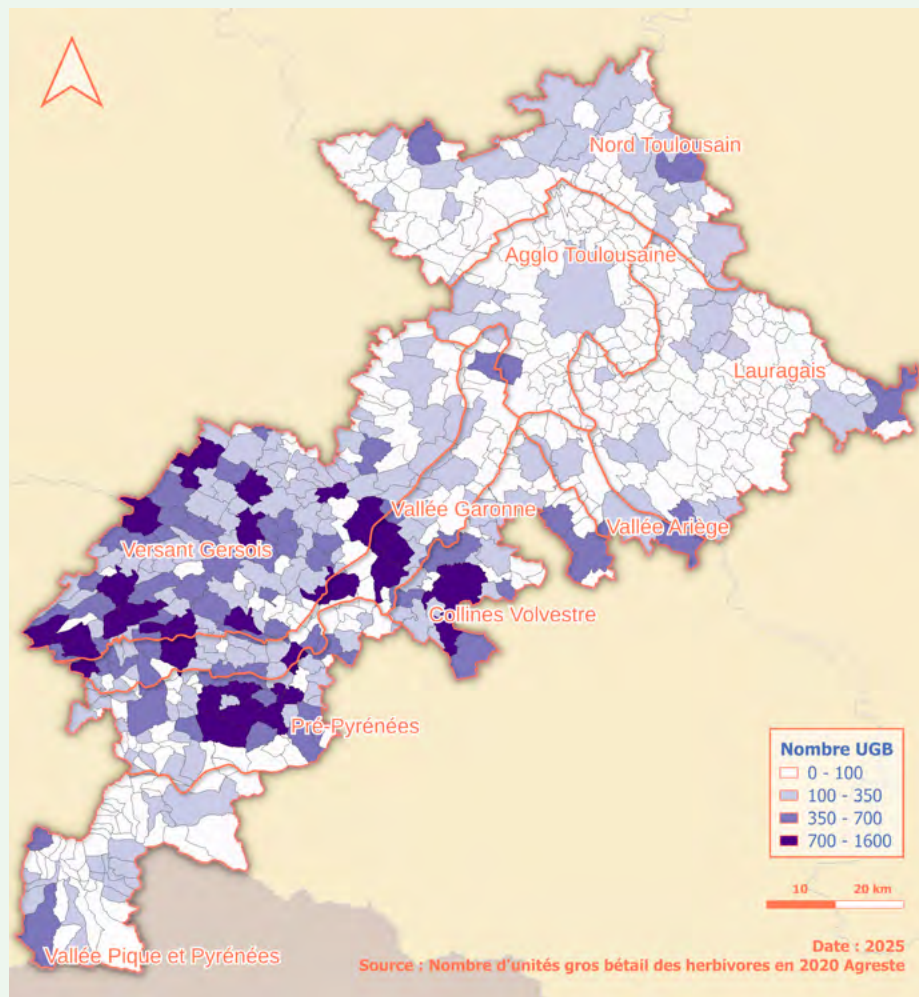 Nord Toulousain
Agglo Toulousaine
Lauragais
Vallée Garonne
Vallée Ariège
Versant Gersois
Collines Volvestre
Pré-Pyrénées
Nombre UGB
0 - 100
100 - 350
350 - 700
700 - 1600
10 20 km
Vallée Pique et Pyrénées
Date : 2025
Source : Nombre d'unités gros bétail des herbivores en 2020 Agreste